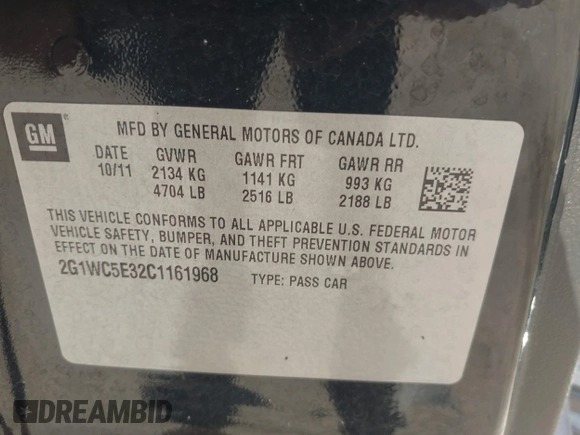 GM
MFD BY GENERAL MOTORS OF CANADA LTD.
DATE GVWR GAWR FRT GAWR RR
10/11 2134 KG 1141 KG 993 KG
4704 LB 2516 LB 2188 LB
THIS VEHICLE CONFORMS TO ALL APPLICABLE U.S. FEDERAL MOTOR
VEHICLE SAFETY, BUMPER, AND THEFT PREVENTION STANDARDS IN
EFFECT ON THE DATE OF MANUFACTURE SHOWN ABOVE.
2G1WC5E32C1161968 TYPE: PASS CAR
DREAMBID